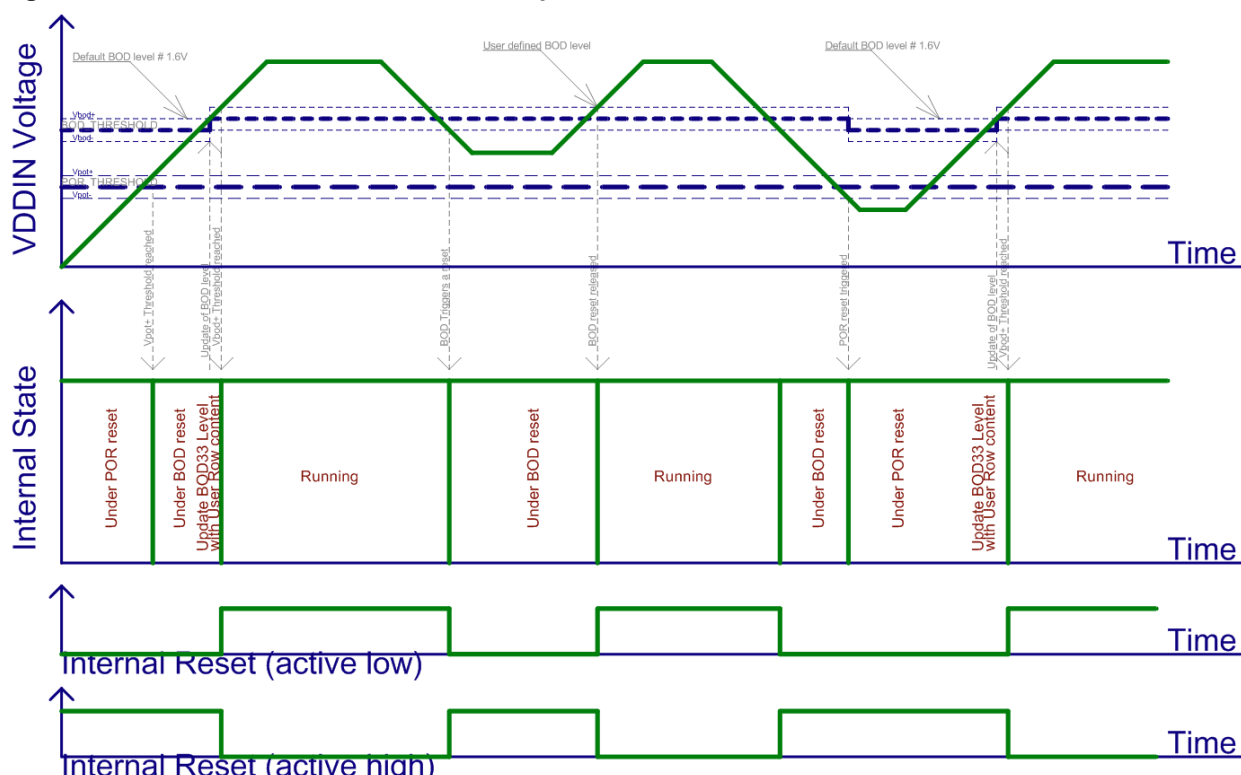 Default BOD level # 1.6V
User defined BOD level
Default BOD level # 1.6V
VDDIN Voltage
Vbod+
BOD THRESHOLD
Vbod-
Vpot+
POR THRESHOLD
Vpot-
Time
Vpot+ Threshold reached
Update of BOD level
Vbod+ Threshold reached
BOD Triggers a reset
BOD reset released
POR reset triggered
Update of BOD level
Vbod+ Threshold reached
Internal State
Under POR reset
Under BOD reset
Update BOD33 Level
with User Row content
Running
Under BOD reset
Running
Under BOD reset
Under POR reset
Update BOD33 Level
with User Row content
Running
Time
Time
Internal Reset (active low)
Time
Internal Reset (active high)